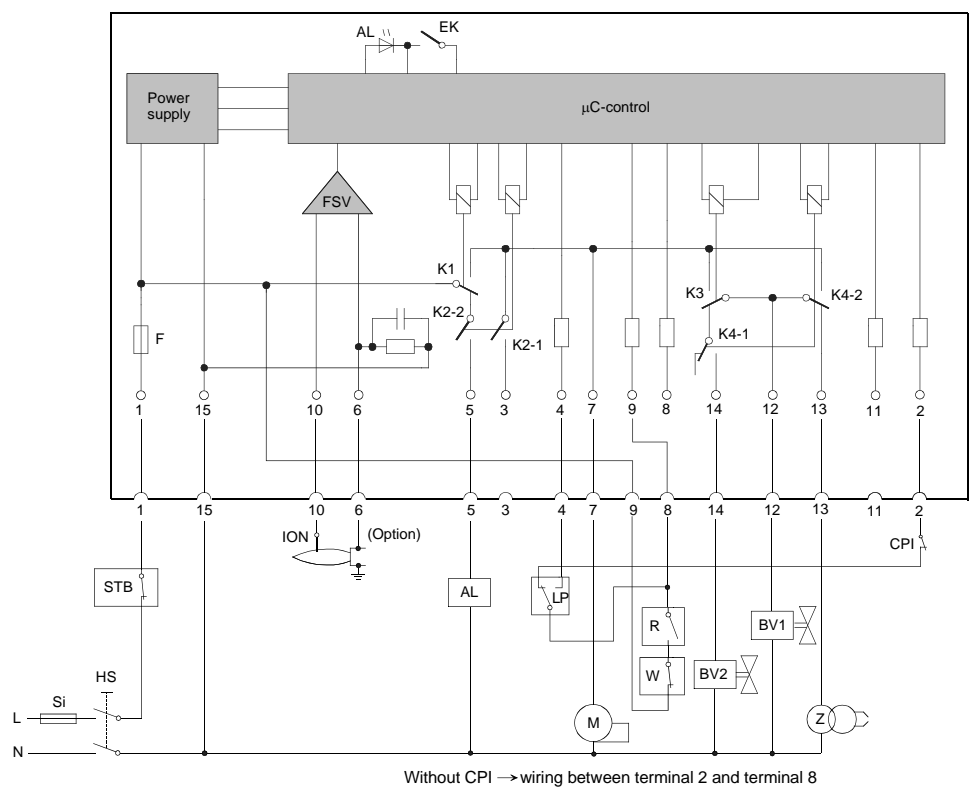 AL EK
Power
supply
µC-control
FSV
K1
K2-2
K2-1
K3
K4-2
K4-1
F
1 15 10 6 5 3 4 7 9 8 14 12 13 11 2
1 15 10 6 5 3 4 7 9 8 14 12 13 11 2
ION
(Option)
CPI
STB
AL
LP
R
BV1
W
BV2
HS
Si
L
M
Z
N
Without CPI → wiring between terminal 2 and terminal 8